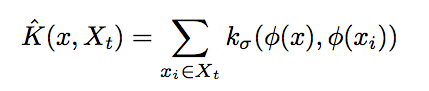 K̂(x, X_t) = ∑_{x_i∈X_t} k_σ(ϕ(x), ϕ(x_i))